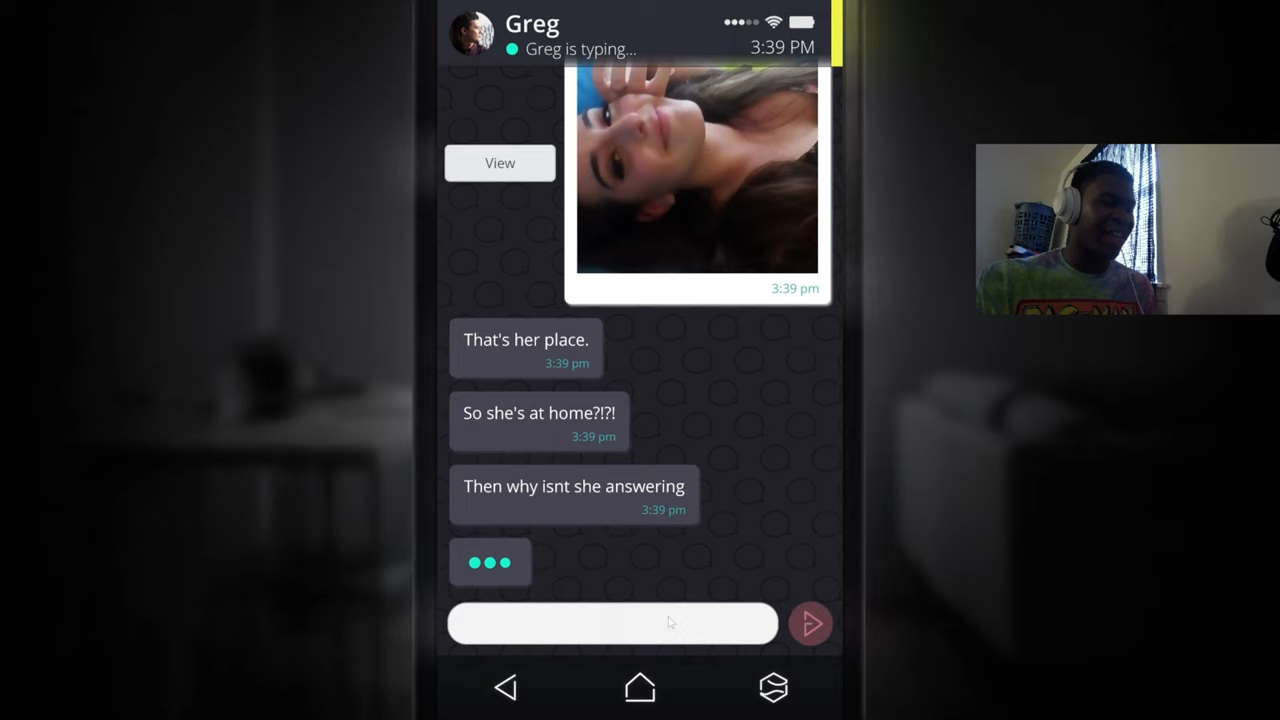 Greg
Greg is typing...
3:39 PM
View
3:39 pm
That's her place.
3:39 pm
So she's at home?!?!
3:39 pm
Then why isnt she answering
3:39 pm